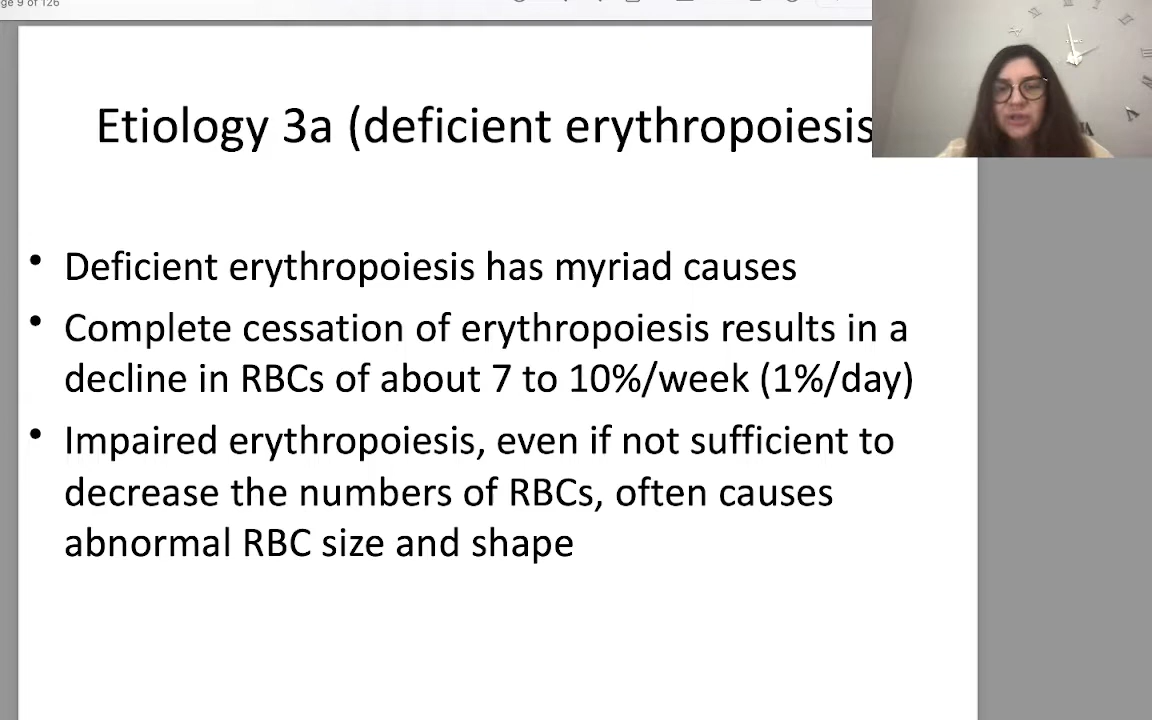 ge 9 of 126
Etiology 3a (deficient erythropoiesis
• Deficient erythropoiesis has myriad causes
• Complete cessation of erythropoiesis results in a
decline in RBCs of about 7 to 10%/week (1%/day)
• Impaired erythropoiesis, even if not sufficient to
decrease the numbers of RBCs, often causes
abnormal RBC size and shape